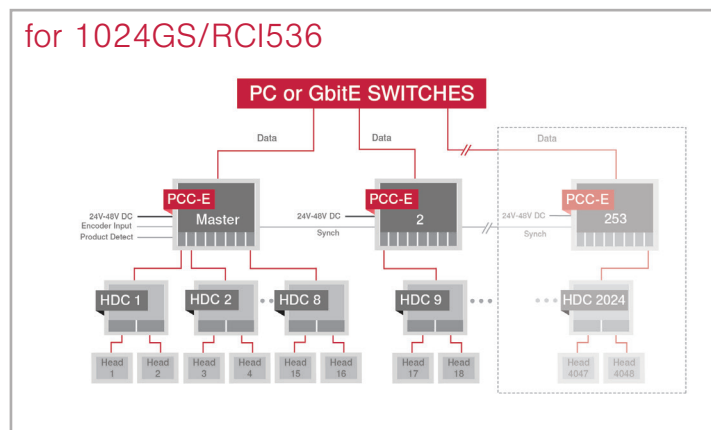 for 1024GS/RCI536
PC or GbitE SWITCHES
Data
Data
Data
PCC-E
Master
PCC-E
2
PCC-E
253
24V-48V DC
Encoder Input
Product Detect
24V-48V DC
Synch
24V-48V DC
Synch
HDC 1
HDC 2
HDC 8
HDC 9
HDC 2024
Head
1
Head
2
Head
3
Head
4
Head
15
Head
16
Head
17
Head
18
Head
4047
Head
4048